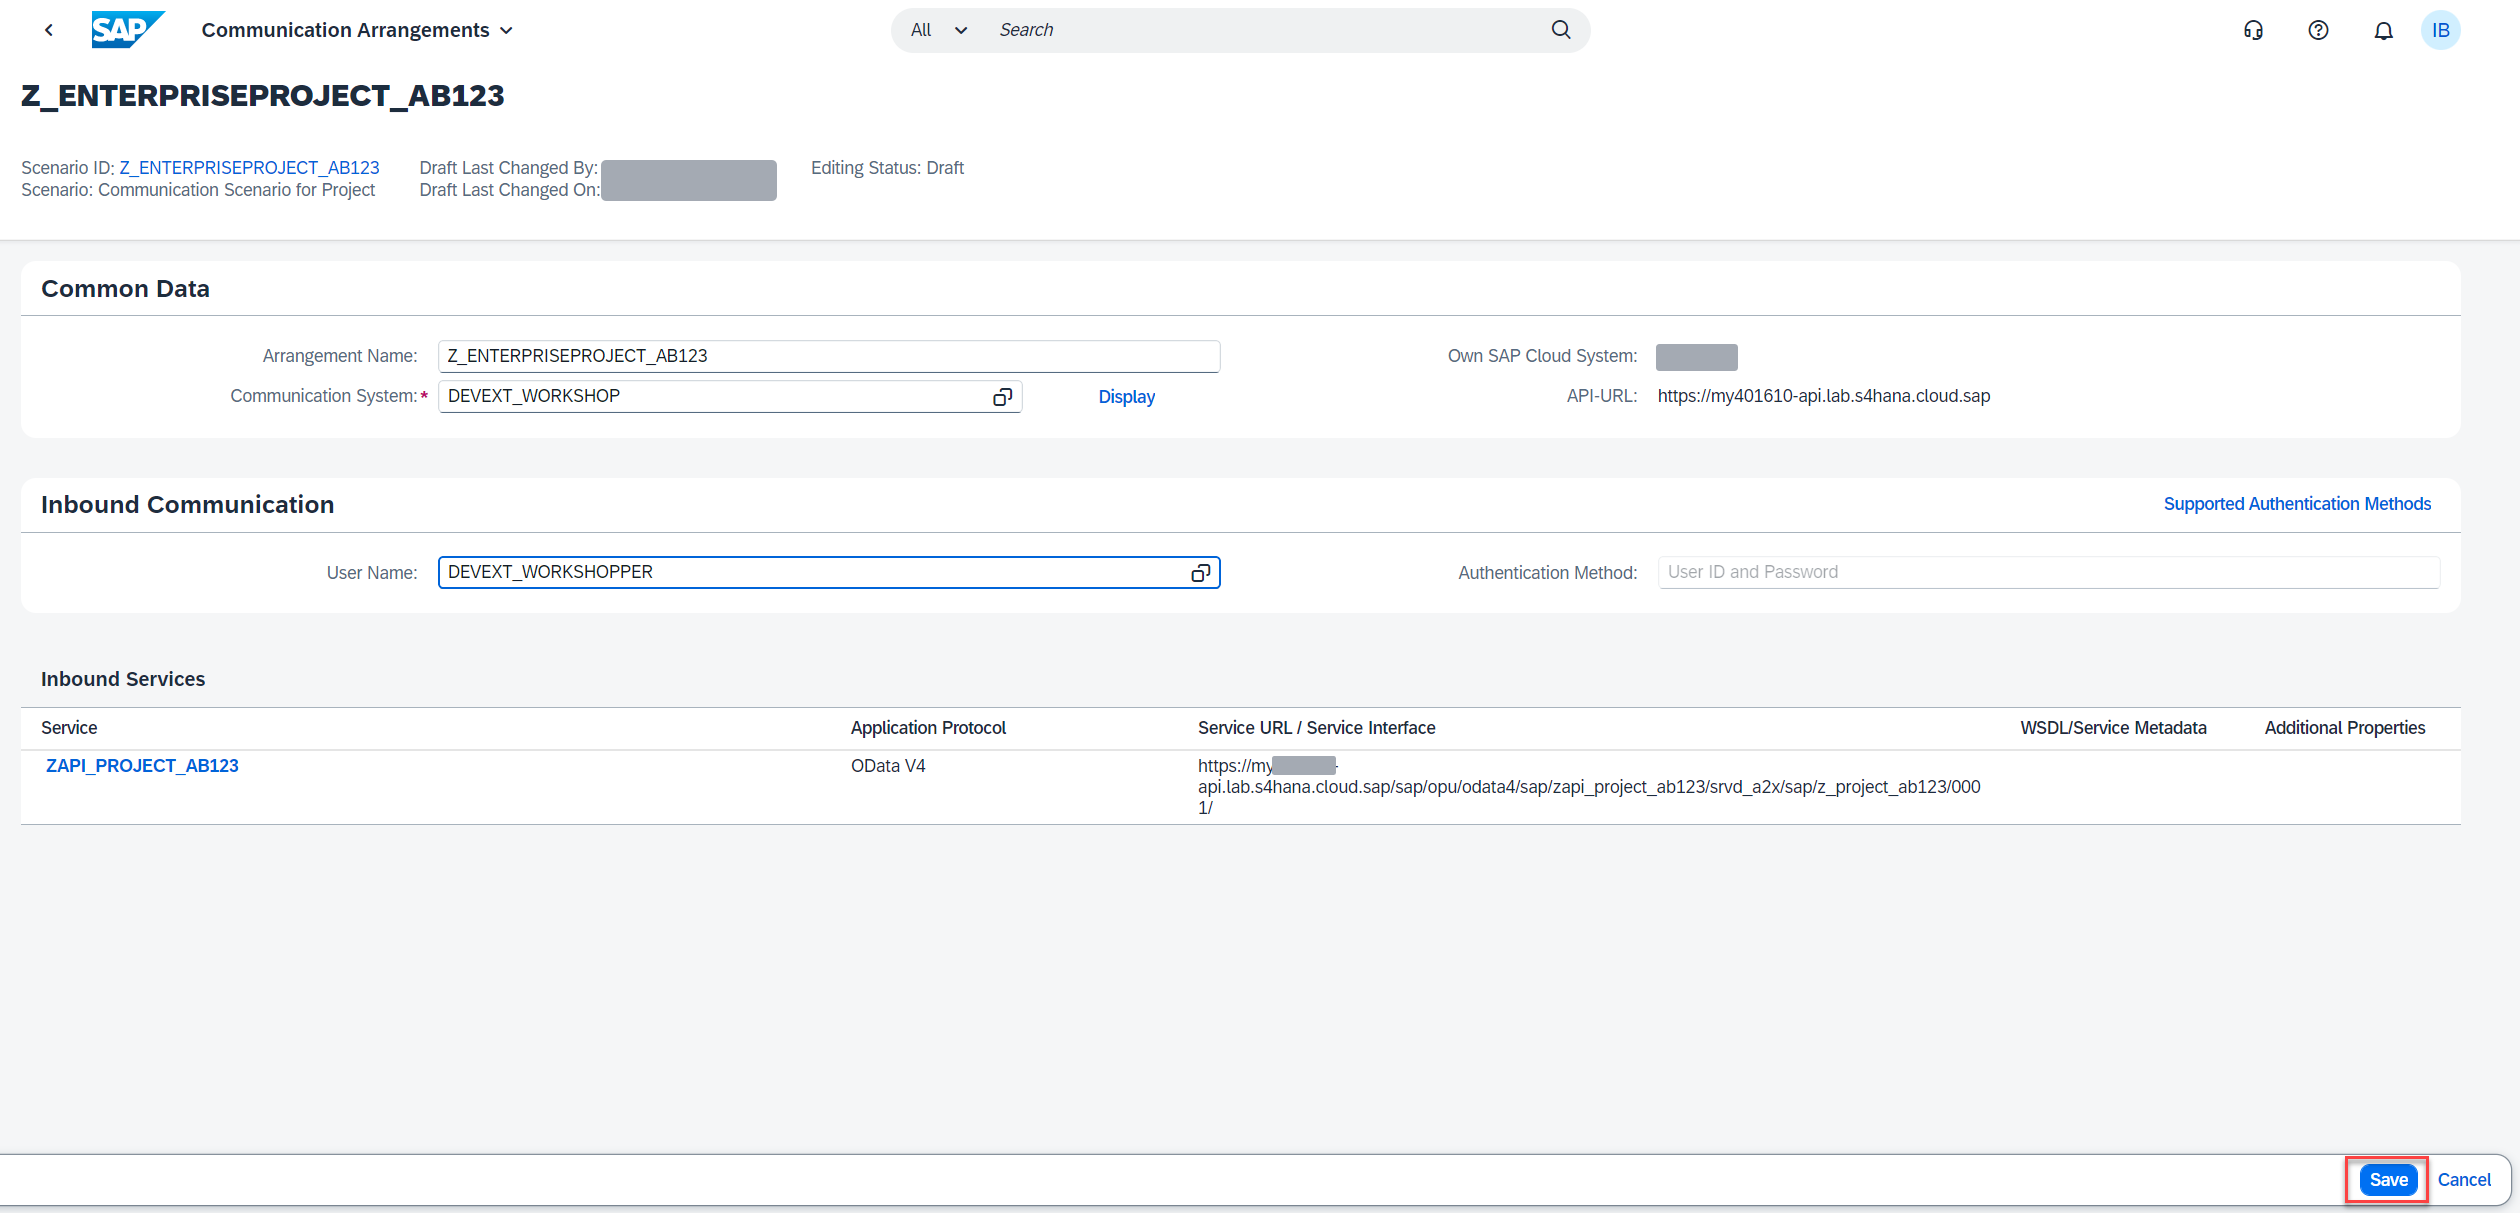 SAP
Communication Arrangements
All
Search
IB
Z_ENTERPRISEPROJECT_AB123
Scenario ID: Z_ENTERPRISEPROJECT_AB123
Draft Last Changed By:
Editing Status: Draft
Scenario: Communication Scenario for Project
Draft Last Changed On:
Common Data
Arrangement Name: Z_ENTERPRISEPROJECT_AB123
Own SAP Cloud System:
Communication System:* DEVEXT_WORKSHOP
Display
API-URL: https://my401610-api.lab.s4hana.cloud.sap
Inbound Communication
Supported Authentication Methods
User Name: DEVEXT_WORKSHOPPER
Authentication Method: User ID and Password
Inbound Services
Service Application Protocol Service URL / Service Interface WSDL/Service Metadata Additional Properties
ZAPI_PROJECT_AB123 OData V4 https://my -
api.lab.s4hana.cloud.sap/sap/opu/odata4/sap/zapi_project_ab123/srvd_a2x/sap/z_project_ab123/000
1/
Save Cancel